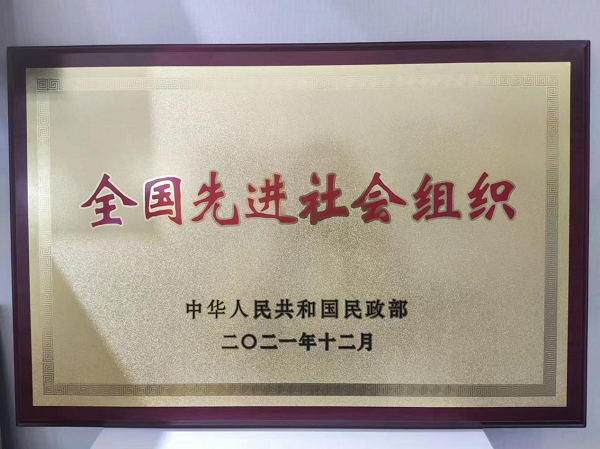 全国先进社会组织
中华人民共和国民政部
二〇二一年十二月